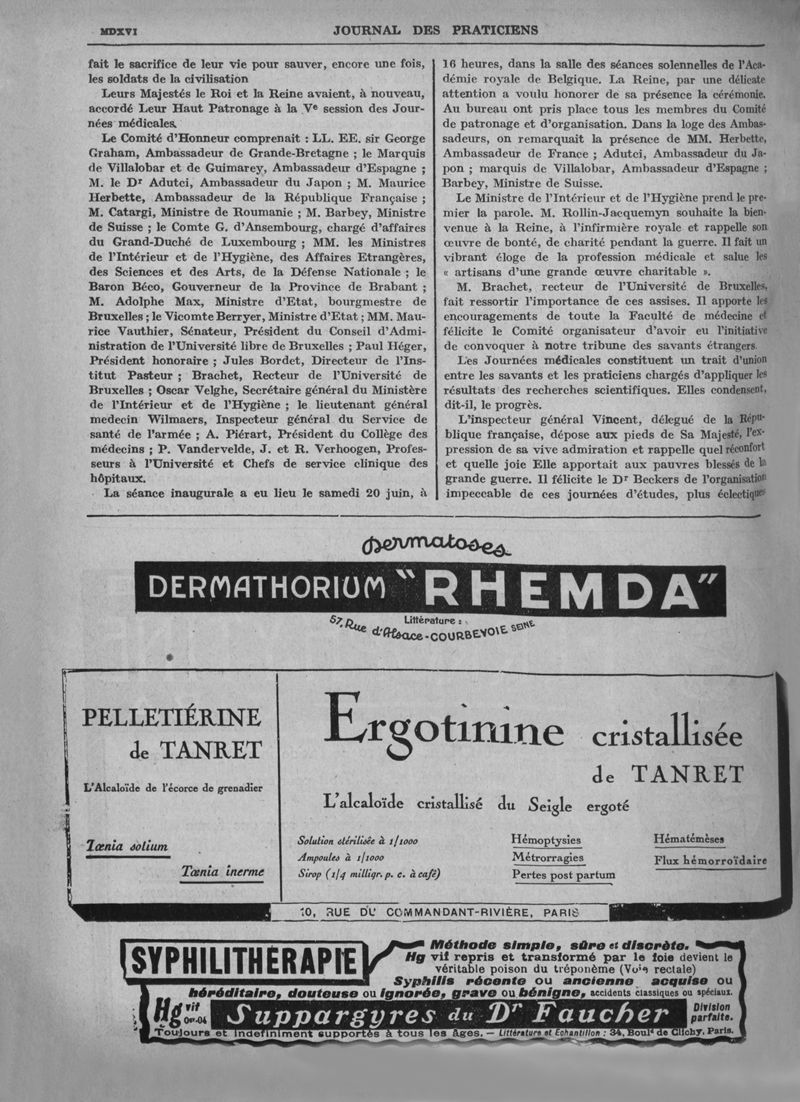 MDXVI
JOURNAL DES PRATICIENS
fait le sacrifice de leur vie pour sauver, encore une fois,
les soldats de la civilisation
Leurs Majestés le Roi et la Reine avaient, à nouveau,
accordé Leur Haut Patronage à la Ve session des Jour-
nées médicales.
Le Comité d'Honneur comprenait : LL. EE. sir George
Graham, Ambassadeur de Grande-Bretagne ; le Marquis
de Villalobar et de Guimarey, Ambassadeur d'Espagne ;
M. le Dr Adutci, Ambassadeur du Japon ; M. Maurice
Herbette, Ambassadeur de la République Française ;
M. Catargi, Ministre de Roumanie ; M. Barbey, Ministre
de Suisse ; le Comte G. d'Ansembourg, chargé d'affaires
du Grand-Duché de Luxembourg ; MM. les Ministres
de l'Intérieur et de l'Hygiène, des Affaires Etrangères,
des Sciences et des Arts, de la Défense Nationale ; le
Baron Béco, Gouverneur de la Province de Brabant ;
M. Adolphe Max, Ministre d'Etat, bourgmestre de
Bruxelles ; le Vicomte Berryer, Ministre d'Etat ; MM. Mau-
rice Vauthier, Sénateur, Président du Conseil d'Admi-
nistration de l'Université libre de Bruxelles ; Paul Héger,
Président honoraire ; Jules Bordet, Directeur de l'Ins-
titut Pasteur ; Brachet, Recteur de l'Université de
Bruxelles ; Oscar Velghe, Secrétaire général du Ministère
de l'Intérieur et de l'Hygiène ; le lieutenant général
medecin Wilmaers, Inspecteur général du Service de
santé de l'armée ; A. Piérart, Président du Collège des
médecins ; P. Vandervelde, J. et R. Verhoogen, Profes-
seurs à l'Université et Chefs de service clinique des
hôpitaux.
La séance inaugurale a eu lieu le samedi 20 juin, à
16 heures, dans la salle des séances solennelles de l'Aca-
démie royale de Belgique. La Reine, par une délicate
attention a voulu honorer de sa présence la cérémonie.
Au bureau ont pris place tous les membres du Comité
de patronage et d'organisation. Dans la loge des Ambas-
sadeurs, on remarquait la présence de MM. Herbette,
Ambassadeur de France ; Adutci, Ambassadeur du Ja-
pon ; marquis de Villalobar, Ambassadeur d'Espagne ;
Barbey, Ministre de Suisse.
Le Ministre de l'Intérieur et de l'Hygiène prend le pre-
mier la parole. M. Rollin-Jacquemyn souhaite la bien-
venue à la Reine, à l'infirmière royale et rappelle son
œuvre de bonté, de charité pendant la guerre. Il fait un
vibrant éloge de la profession médicale et salue les
« artisans d'une grande œuvre charitable ».
M. Brachet, recteur de l'Université de Bruxelles,
fait ressortir l'importance de ces assises. Il apporte les
encouragements de toute la Faculté de médecine et
félicite le Comité organisateur d'avoir eu l'initiative
de convoquer à notre tribune des savants étrangers.
Les Journées médicales constituent un trait d'union
entre les savants et les praticiens chargés d'appliquer les
résultats des recherches scientifiques. Elles condensent,
dit-il, le progrès.
L'inspecteur général Vincent, délegué de la Répu-
blique française, dépose aux pieds de Sa Majesté, l'ex-
pression de sa vive admiration et rappelle quel réconfort
et quelle joie Elle apportait aux pauvres blessés de la
grande guerre. Il félicite le Dr Beckers de l'organisation
impeccable de ces journées d'études, plus éclectiques
Dermatoses
DERMATHORIUM "RHEMDA"
Littérature :
57, Rue d'Alsace - COURBEVOIE SEINE
PELLETIÉRINE
de TANRET
L'Alcaloïde de l'écorce de grenadier
Tœnia solium
Tœnia inerme
Ergotinine cristallisée
de TANRET
L'alcaloïde cristallisé du Seigle ergoté
Solution stérilisée à 1/1000
Ampoules à 1/1000
Sirop (1/4 milligr. p. c. à café)
Hémoptysies
Métrorragies
Pertes post partum
Hématémèses
Flux hémorroïdaire
10, RUE DU COMMANDANT-RIVIÈRE, PARIS
SYPHILITHÉRAPIE
Méthode simple, sûre et discrète.
Hg vif repris et transformé par le foie devient le
véritable poison du tréponème (Voie rectale)
Syphilis récente ou ancienne acquise ou
héréditaire, douteuse ou ignorée, grave ou bénigne, accidents classiques ou spéciaux.
Hg vif 0gr.04 Suppargyres du Dr Faucher Division parfaite.
Toujours et indéfiniment supportés à tous les âges. — Littérature et Echantillon : 34, Bould de Clichy, Paris.